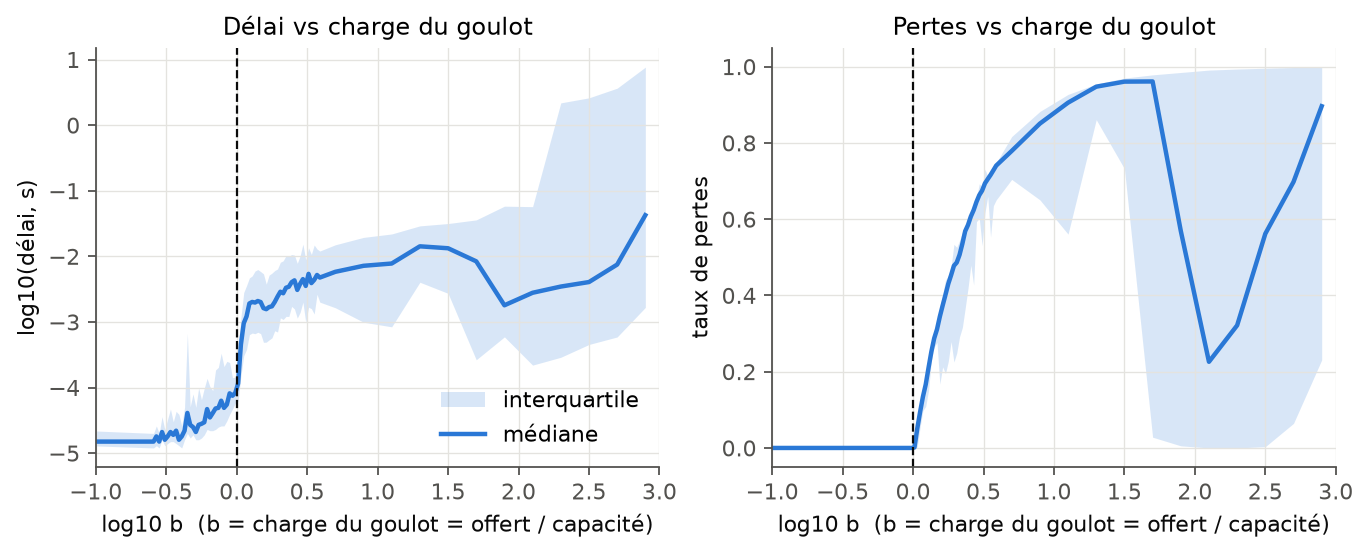 Délai vs charge du goulot
log10(délai, s)
1
0
−1
−2
−3
−4
−5
interquartile
médiane
−1.0 −0.5 0.0 0.5 1.0 1.5 2.0 2.5 3.0
log10 b (b = charge du goulot = offert / capacité)
Pertes vs charge du goulot
taux de pertes
1.0
0.8
0.6
0.4
0.2
0.0
−1.0 −0.5 0.0 0.5 1.0 1.5 2.0 2.5 3.0
log10 b (b = charge du goulot = offert / capacité)